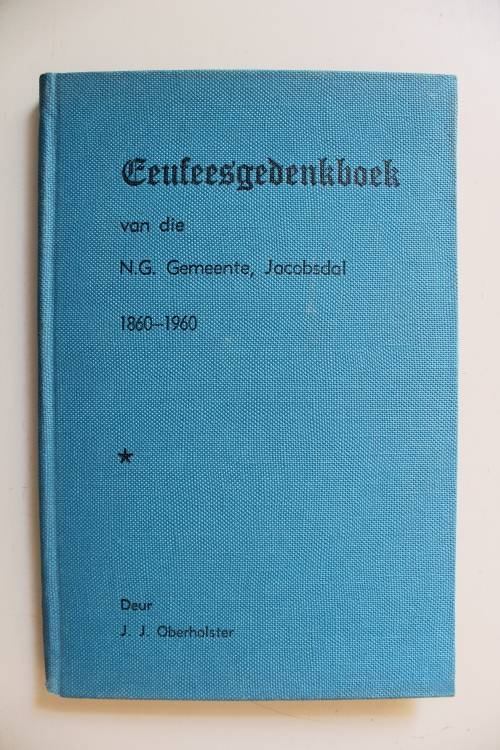 Eeufeesgedenkboek
van die
N.G. Gemeente, Jacobsdal
1860–1960
★
Deur
J. J. Oberholster